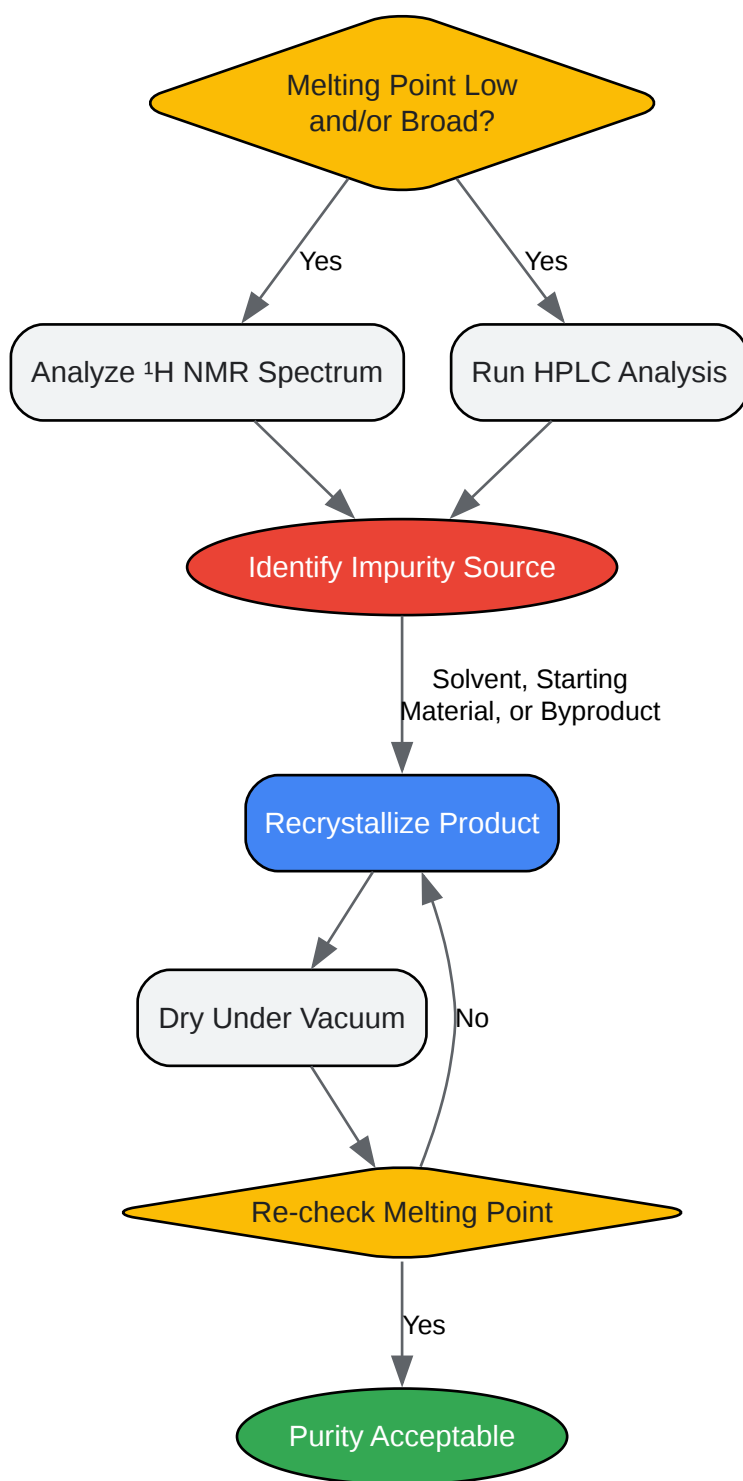 Melting Point Low
and/or Broad?
Yes
Yes
Analyze ¹H NMR Spectrum
Run HPLC Analysis
Identify Impurity Source
Solvent, Starting
Material, or Byproduct
Recrystallize Product
Dry Under Vacuum
No
Re-check Melting Point
Yes
Purity Acceptable